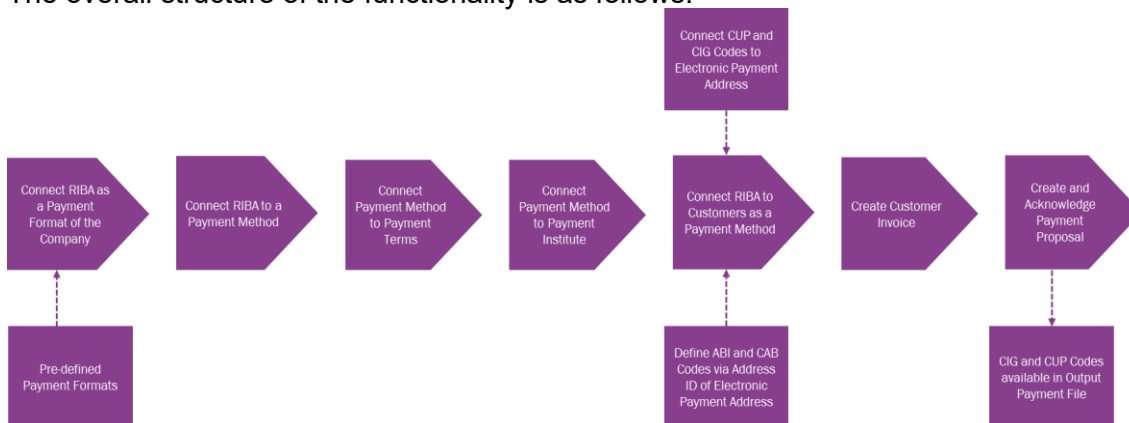 The overall structure of the functionality is as follows:
Connect CUP and
CIG Codes to
Electronic Payment
Address
Connect RIBA as
a Payment
Format of the
Company
Connect RIBA to a
Payment Method
Connect
Payment Method
to Payment
Terms
Connect
Payment Method
to Payment
Institute
Connect RIBA to
Customers as a
Payment Method
Create Customer
Invoice
Create and
Acknowledge
Payment
Proposal
Pre-defined
Payment Formats
Define ABI and CAB
Codes via Address
ID of Electronic
Payment Address
CIG and CUP Codes
available in Output
Payment File